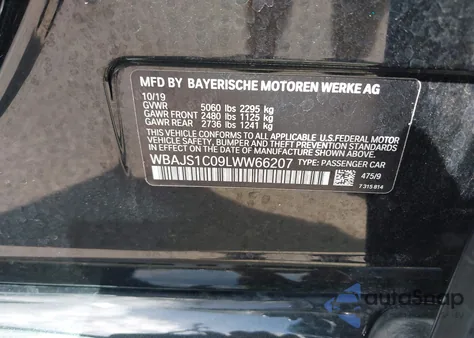 MFD BY BAYERISCHE MOTOREN WERKE AG
10/19
GVWR 5060 lbs 2295 kg
GAWR FRONT 2480 lbs 1125 kg
GAWR REAR 2736 lbs 1241 kg
THIS VEHICLE CONFORMS TO ALL APPLICABLE U.S.FEDERAL MOTOR
VEHICLE SAFETY, BUMPER, AND THEFT PREVENTION STANDARDS
IN EFFECT ON THE DATE OF MANUFACTURE SHOWN ABOVE.
WBAJS1C09LWW66207 TYPE: PASSENGER CAR
475/9
7 315 814
autoSnap